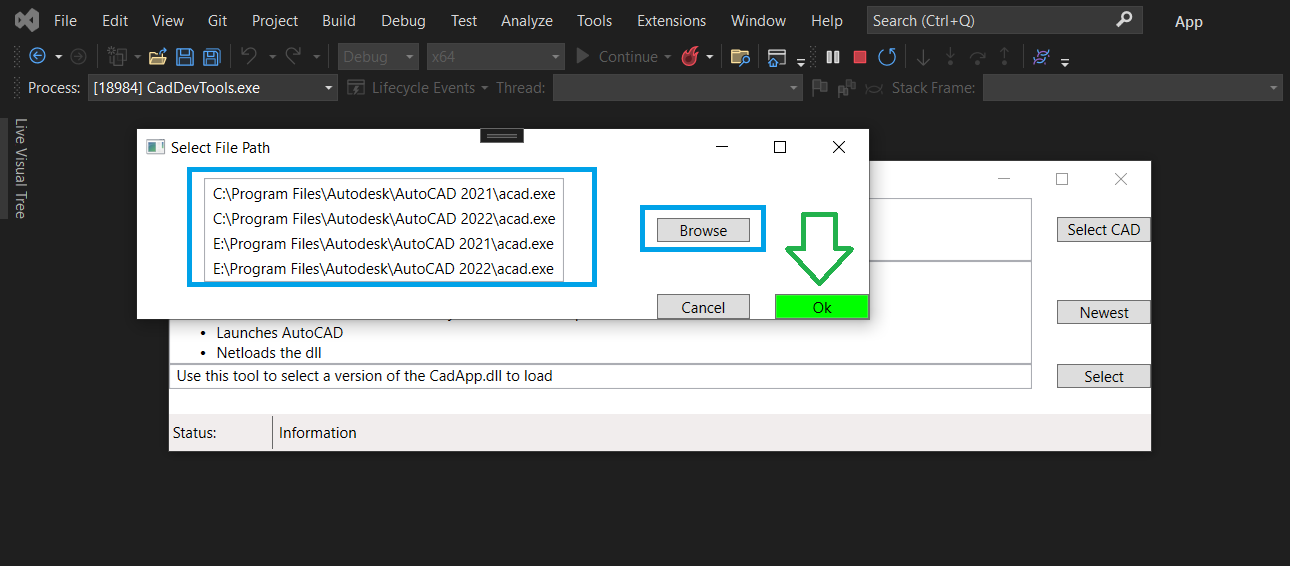 File Edit View Git Project Build Debug Test Analyze Tools Extensions Window Help Search (Ctrl+Q) App
Debug x64 Continue
Process: [18984] CadDevTools.exe Lifecycle Events Thread: Stack Frame:
Live Visual Tree
Select File Path
C:\Program Files\Autodesk\AutoCAD 2021\acad.exe
C:\Program Files\Autodesk\AutoCAD 2022\acad.exe
E:\Program Files\Autodesk\AutoCAD 2021\acad.exe
E:\Program Files\Autodesk\AutoCAD 2022\acad.exe
Browse
Cancel Ok
Select CAD
Newest
• Launches AutoCAD
• Netloads the dll
Use this tool to select a version of the CadApp.dll to load
Select
Status: Information